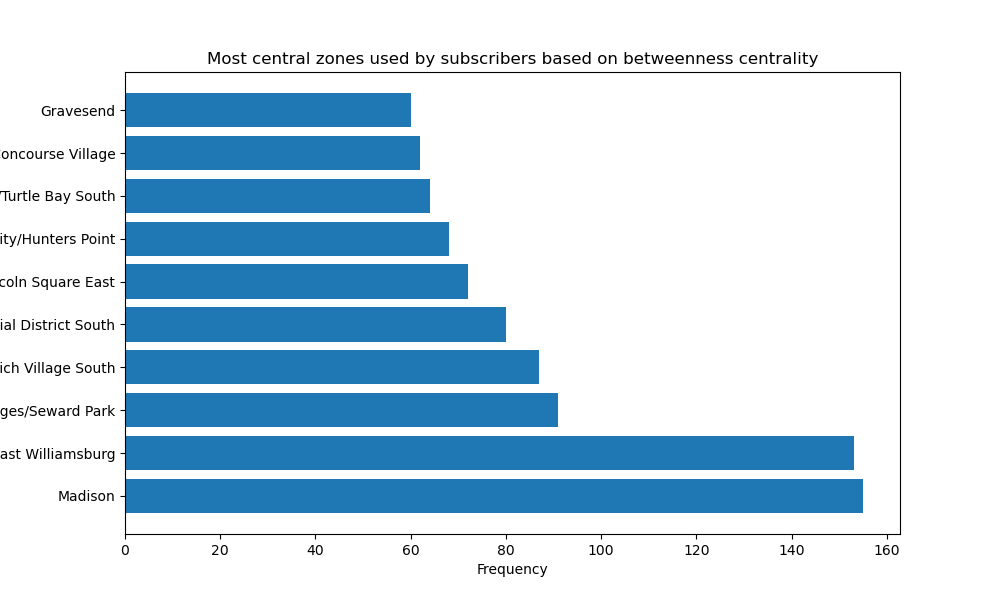 Most central zones used by subscribers based on betweenness centrality
Gravesend
Concourse Village
/Turtle Bay South
ity/Hunters Point
coln Square East
ial District South
ich Village South
ges/Seward Park
ast Williamsburg
Madison
0 20 40 60 80 100 120 140 160
Frequency